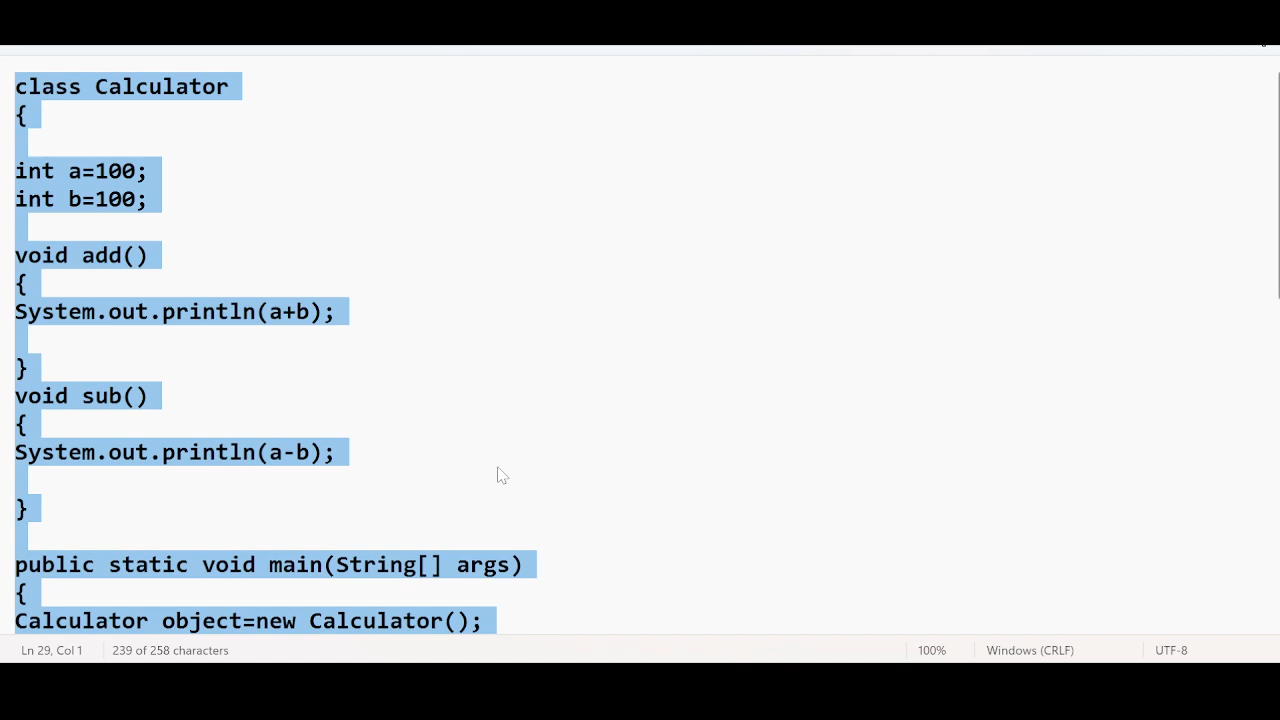 class Calculator
{
int a=100;
int b=100;
void add()
{
System.out.println(a+b);
}
void sub()
{
System.out.println(a-b);
}
public static void main(String[] args)
{
Calculator object=new Calculator();
Ln 29, Col 1 239 of 258 characters 100% Windows (CRLF) UTF-8